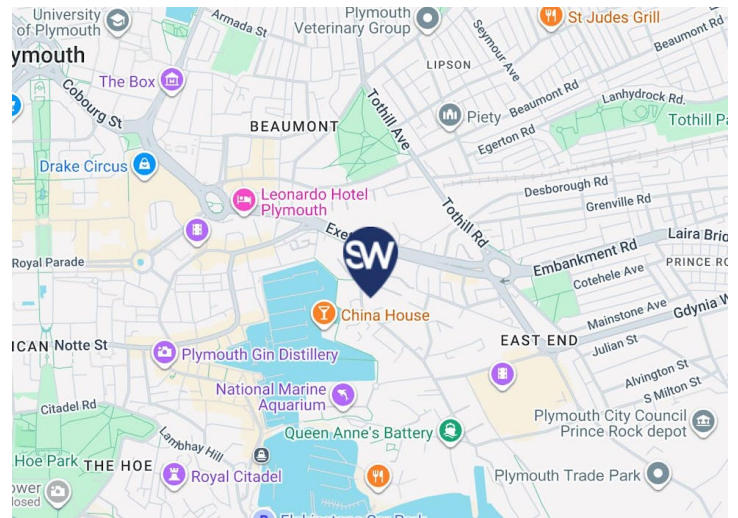 University
of Plymouth
Armada St
Plymouth
Veterinary Group
St Judes Grill
Beaumont Rd
ymouth
The Box
Cobourg St
Seymour Ave
LIPSON
Tothill Ave
Piety
Beaumont Rd
Lanhydrock Rd.
Tothill Pa
Egerton Rd
BEAUMONT
Drake Circus
Leonardo Hotel
Plymouth
Desborough Rd
Grenville Rd
Tothill Rd
Exe
SW
Embankment Rd
Laira Brid
Royal Parade
Cotehele Ave
PRINCE RO
China House
Mainstone Ave
Gdynia W
ICAN
Notte St
Plymouth Gin Distillery
EAST END
Julian St
National Marine
Aquarium
Alvington St
S Milton St
Citadel Rd
Queen Anne's Battery
Plymouth City Council
Prince Rock depot
Lambhay Hill
Hoe Park
THE HOE
Royal Citadel
Plymouth Trade Park
ower
losed